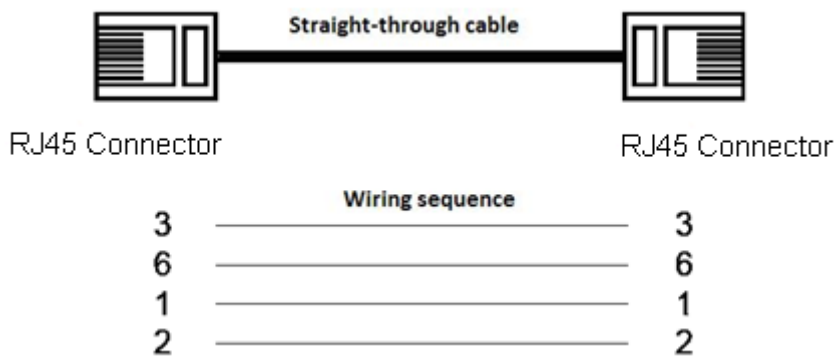 Straight-through cable
RJ45 Connector RJ45 Connector
Wiring sequence
3 3
6 6
1 1
2 2